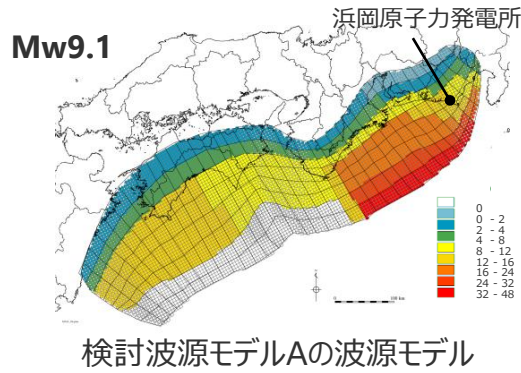 浜岡原子力発電所
Mw9.1
0
0 - 2
2 - 4
4 - 8
8 - 12
12 - 16
16 - 24
24 - 32
32 - 48
100 km
検討波源モデルAの波源モデル